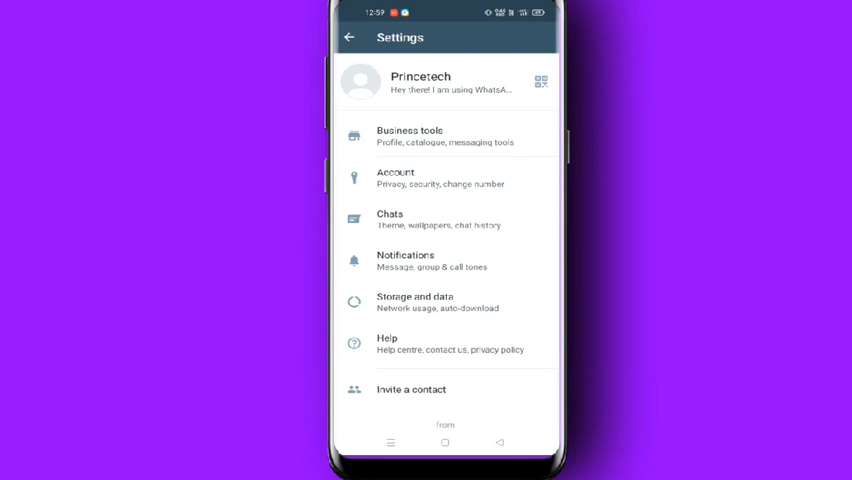 12:59
Settings
Princetech
Hey there! I am using WhatsA...
Business tools
Profile, catalogue, messaging tools
Account
Privacy, security, change number
Chats
Theme, wallpapers, chat history
Notifications
Message, group & call tones
Storage and data
Network usage, auto-download
Help
Help centre, contact us, privacy policy
Invite a contact
from